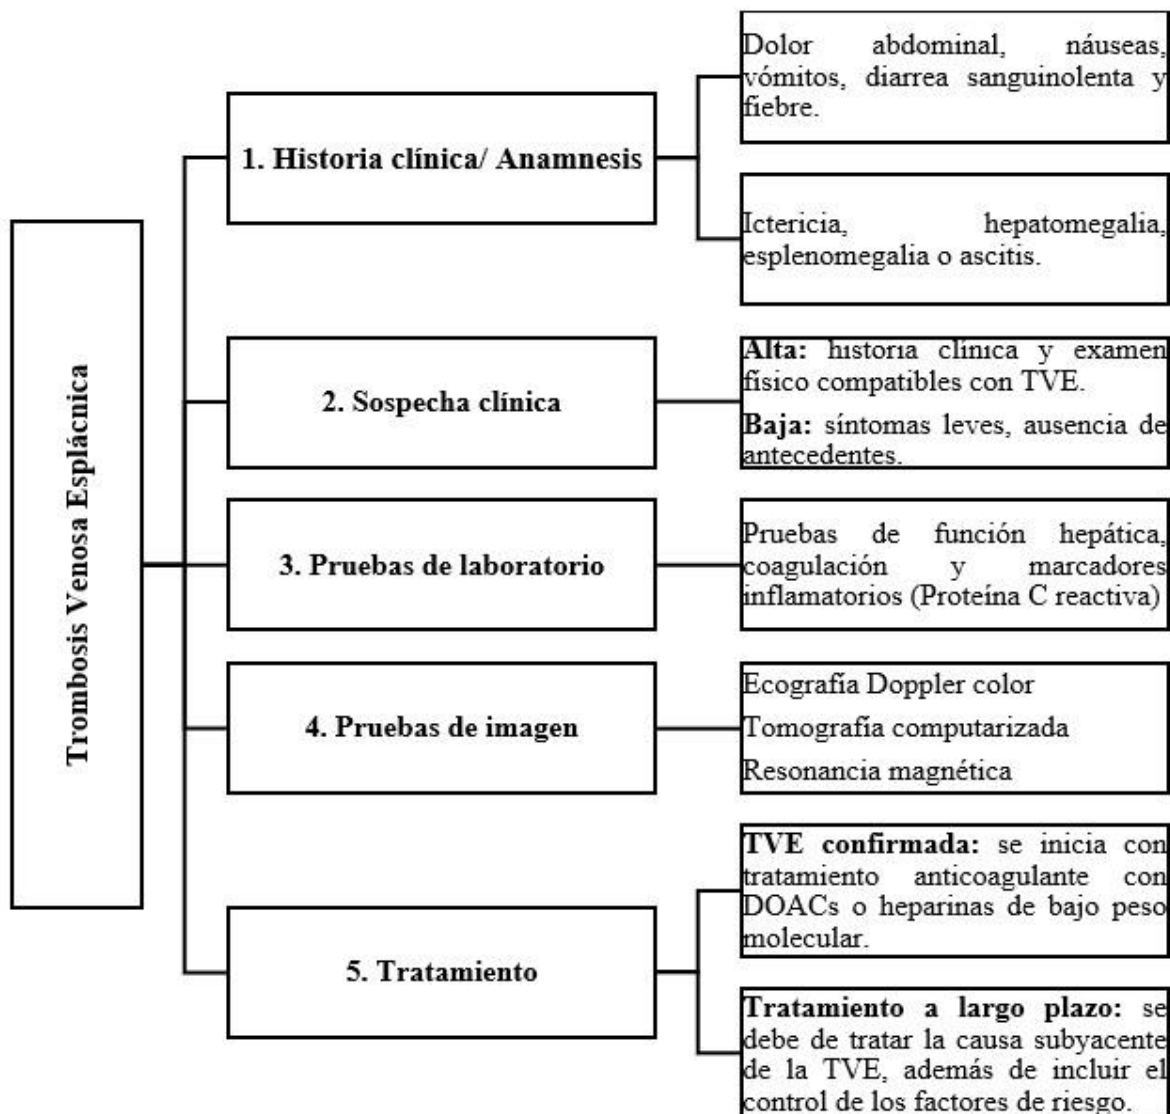 Trombosis Venosa Esplácnica
1. Historia clínica/ Anamnesis
Dolor abdominal, náuseas,
vómitos, diarrea sanguinolenta y
fiebre.
Ictericia, hepatomegalia,
esplenomegalia o ascitis.
2. Sospecha clínica
Alta: historia clínica y examen
físico compatibles con TVE.
Baja: síntomas leves, ausencia de
antecedentes.
3. Pruebas de laboratorio
Pruebas de función hepática,
coagulación y marcadores
inflamatorios (Proteína C reactiva)
4. Pruebas de imagen
Ecografía Doppler color
Tomografía computarizada
Resonancia magnética
5. Tratamiento
TVE confirmada: se inicia con
tratamiento anticoagulante con
DOACs o heparinas de bajo peso
molecular.
Tratamiento a largo plazo: se
debe de tratar la causa subyacente
de la TVE, además de incluir el
control de los factores de riesgo.